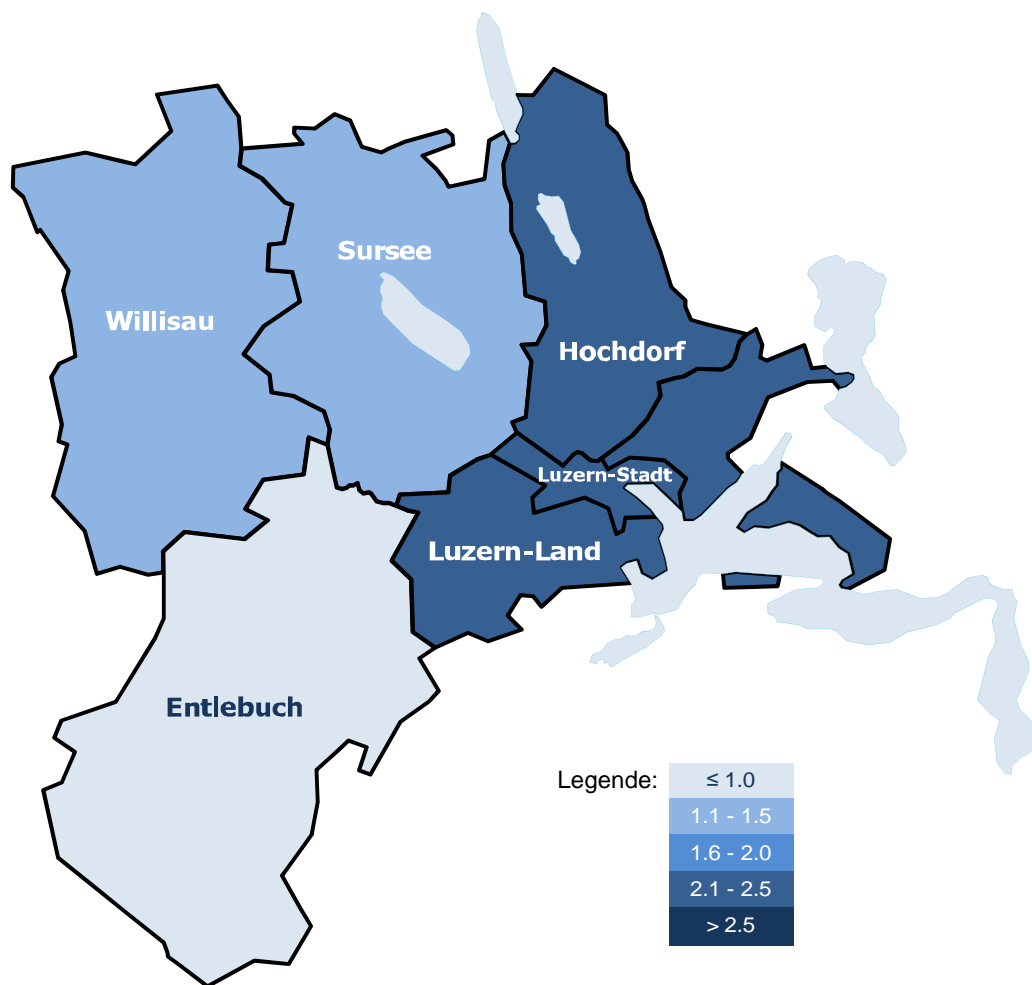 Sursee
Willisau
Hochdorf
Luzern-Stadt
Luzern-Land
Entlebuch
Legende:
≤ 1.0
1.1 - 1.5
1.6 - 2.0
2.1 - 2.5
> 2.5